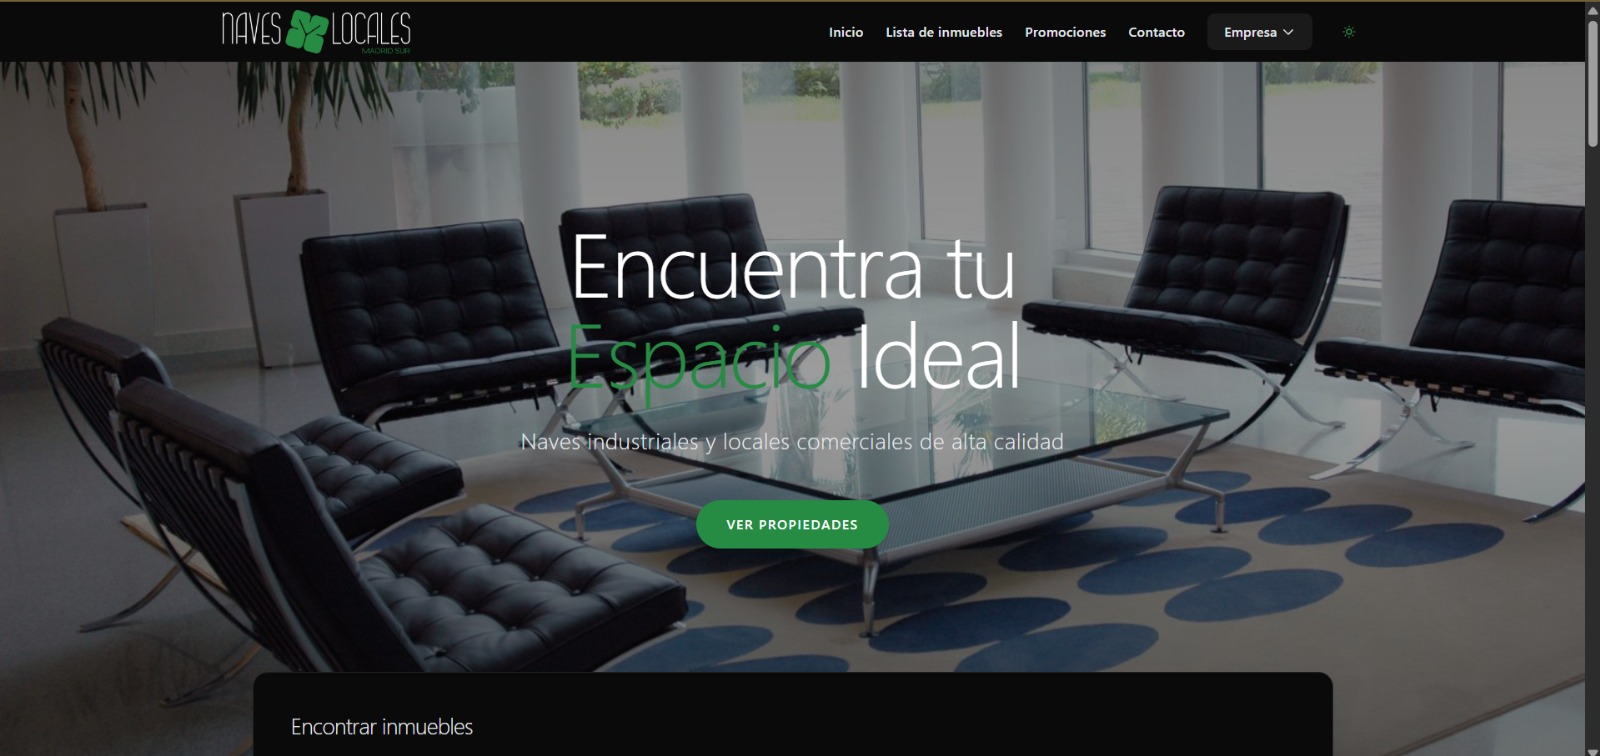 NAVES LOCALES
MADRID SUR
Inicio
Lista de inmuebles
Promociones
Contacto
Empresa
Encuentra tu
Espacio Ideal
Naves industriales y locales comerciales de alta calidad
VER PROPIEDADES
Encontrar inmuebles